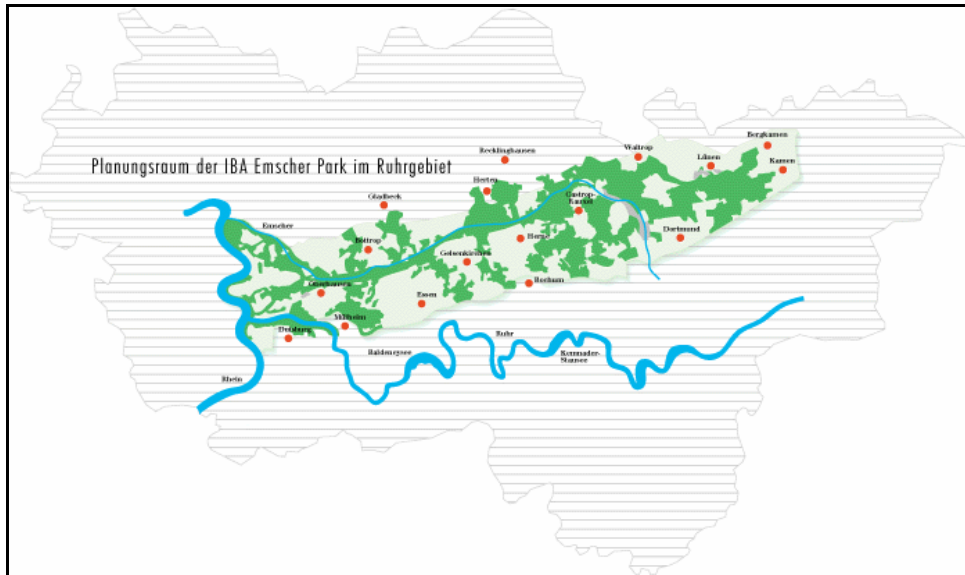 Planungsraum der IBA Emscher Park im Ruhrgebiet
Bergkamen
Waltrop
Lünen
Kamen
Recklinghausen
Herten
Castrop-
Rauxel
Gladbeck
Emscher
Bottrop
Herne
Dortmund
Gelsenkirchen
Bochum
Oberhausen
Essen
Mülheim
Duisburg
Ruhr
Baldeneysee
Kemnader-
Stausee
Rhein